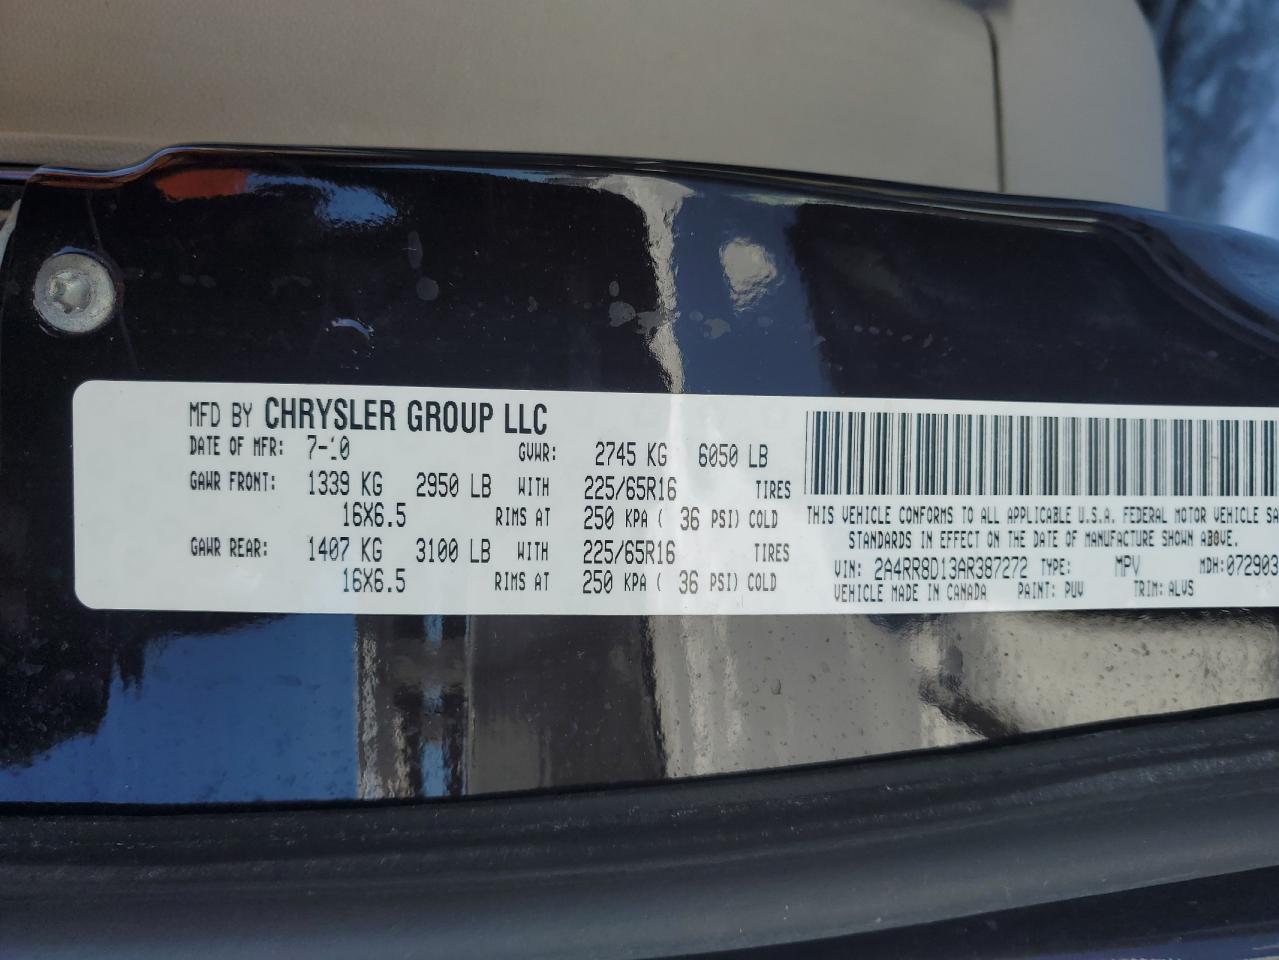 MFD BY CHRYSLER GROUP LLC
DATE OF MFR: 7-10 GVWR: 2745 KG 6050 LB
GAWR FRONT: 1339 KG 2950 LB WITH 225/65R16 TIRES
16X6.5 RIMS AT 250 KPA ( 36 PSI) COLD
GAWR REAR: 1407 KG 3100 LB WITH 225/65R16 TIRES
16X6.5 RIMS AT 250 KPA ( 36 PSI) COLD
THIS VEHICLE CONFORMS TO ALL APPLICABLE U.S.A. FEDERAL MOTOR VEHICLE SA
STANDARDS IN EFFECT ON THE DATE OF MANUFACTURE SHOWN ABOVE.
VIN: 2A4RR8D13AR387272 TYPE: MPV MDH:072903
VEHICLE MADE IN CANADA PAINT: PUV TRIM: ALVS